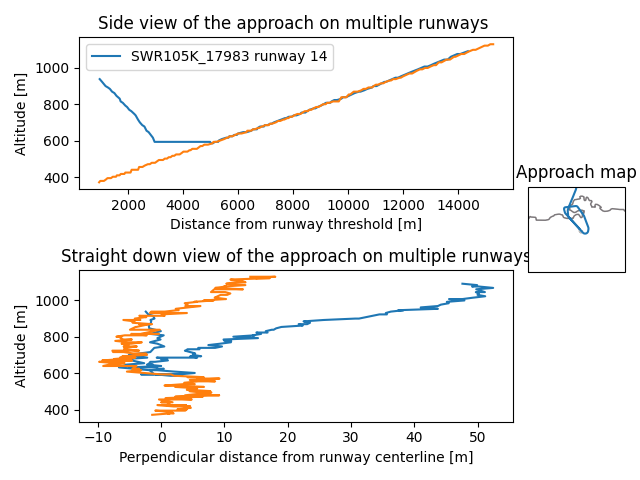 Side view of the approach on multiple runways
SWR105K_17983 runway 14
Altitude [m]
1000
800
600
400
2000 4000 6000 8000 10000 12000 14000
Distance from runway threshold [m]
Approach map
Straight down view of the approach on multiple runways
Altitude [m]
1000
800
600
400
−10 0 10 20 30 40 50
Perpendicular distance from runway centerline [m]